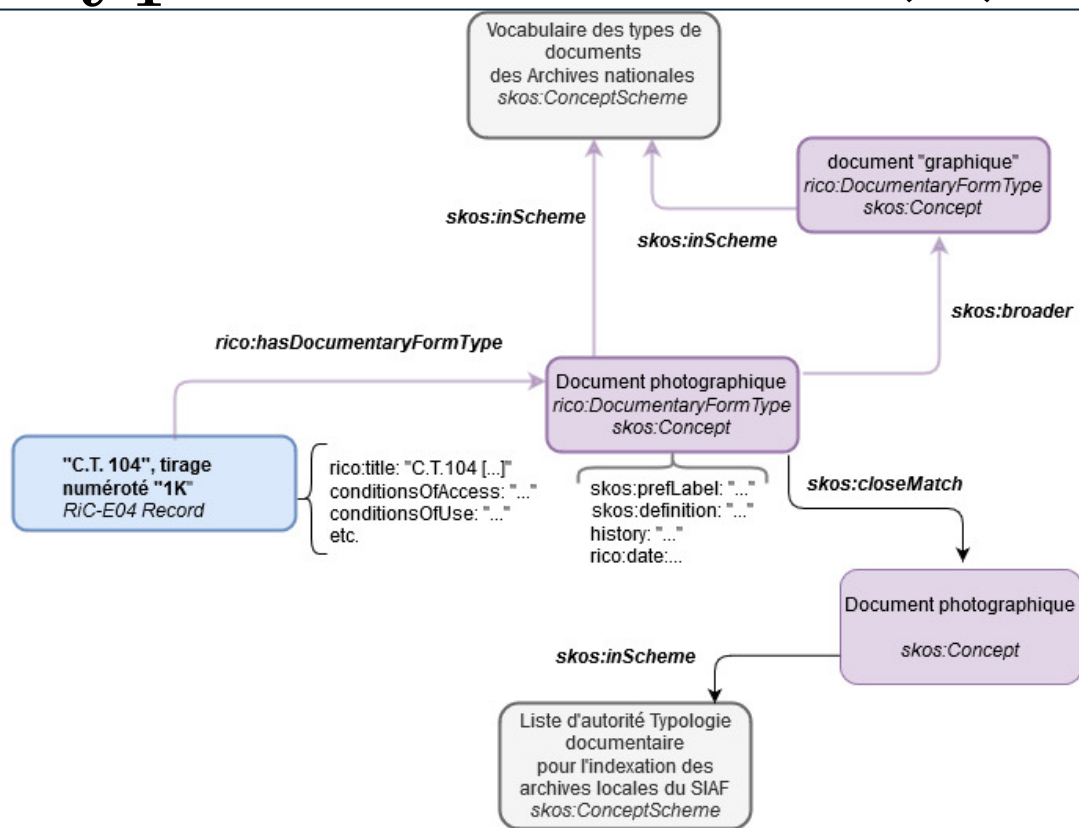 Vocabulaire des types de
documents
des Archives nationales
skos:ConceptScheme
document "graphique"
rico:DocumentaryFormType
skos:Concept
skos:inScheme
skos:inScheme
skos:broader
rico:hasDocumentaryFormType
Document photographique
rico:DocumentaryFormType
skos:Concept
"C.T. 104", tirage
numéroté "1K"
RiC-E04 Record
rico:title: "C.T.104 [...]"
conditionsOfAccess: "..."
conditionsOfUse: "..."
etc.
skos:prefLabel: "..."
skos:definition: "..."
history: "..."
rico:date:...
skos:closeMatch
Document photographique
skos:Concept
skos:inScheme
Liste d'autorité Typologie
documentaire
pour l'indexation des
archives locales du SIAF
skos:ConceptScheme